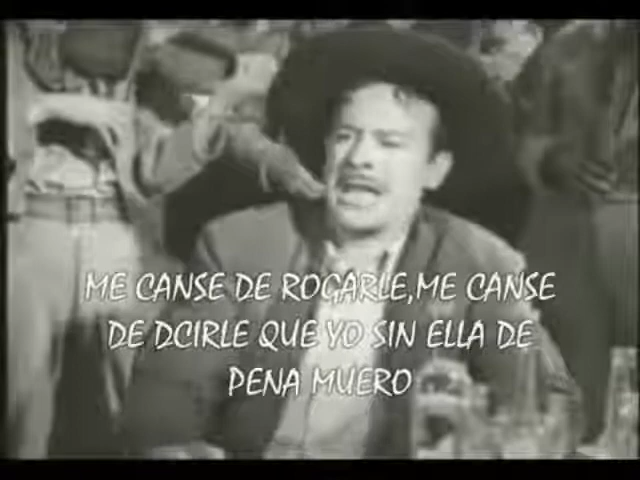 ME CANSE DE ROGARLE,ME CANSE
DE DCIRLE QUE YO SIN ELLA DE
PENA MUERO